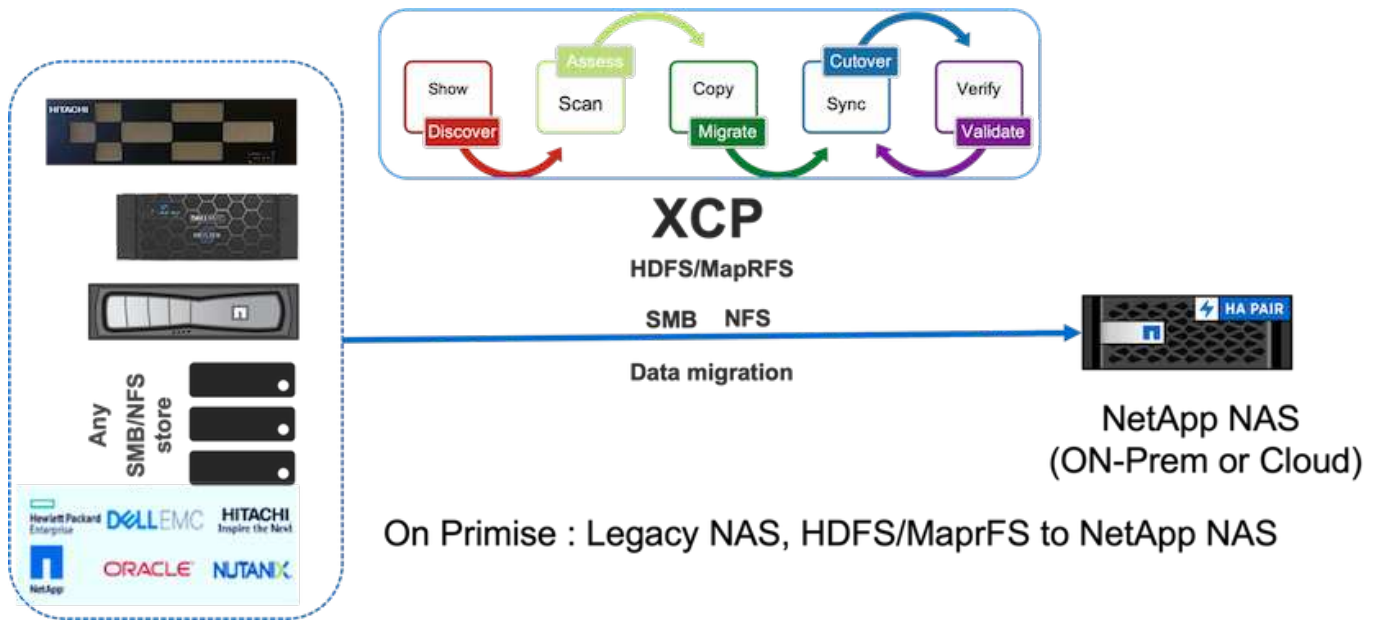 Show
Discover
Assess
Scan
Copy
Migrate
Cutover
Sync
Verify
Validate
HITACHI
XCP
HDFS/MapRFS
SMB NFS
Data migration
HA PAIR
NetApp NAS
(ON-Prem or Cloud)
Any
SMB/NFS
store
Hewlett Packard
Enterprise
DELLEMC
HITACHI
Inspire the Next
NetApp
ORACLE
NUTANIX
On Primise : Legacy NAS, HDFS/MaprFS to NetApp NAS